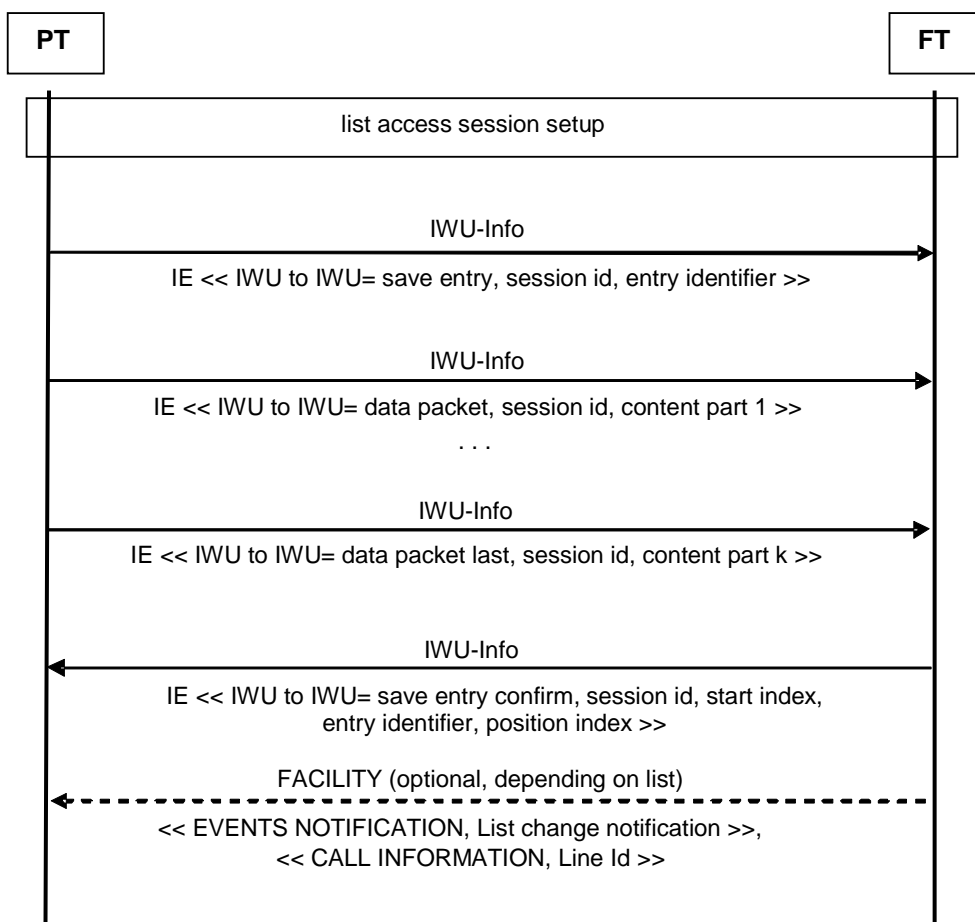 PT
FT
list access session setup
IWU-Info
IE << IWU to IWU= save entry, session id, entry identifier >>
IWU-Info
IE << IWU to IWU= data packet, session id, content part 1 >>
. . .
IWU-Info
IE << IWU to IWU= data packet last, session id, content part k >>
IWU-Info
IE << IWU to IWU= save entry confirm, session id, start index,
entry identifier, position index >>
FACILITY (optional, depending on list)
<< EVENTS NOTIFICATION, List change notification >>,
<< CALL INFORMATION, Line Id >>